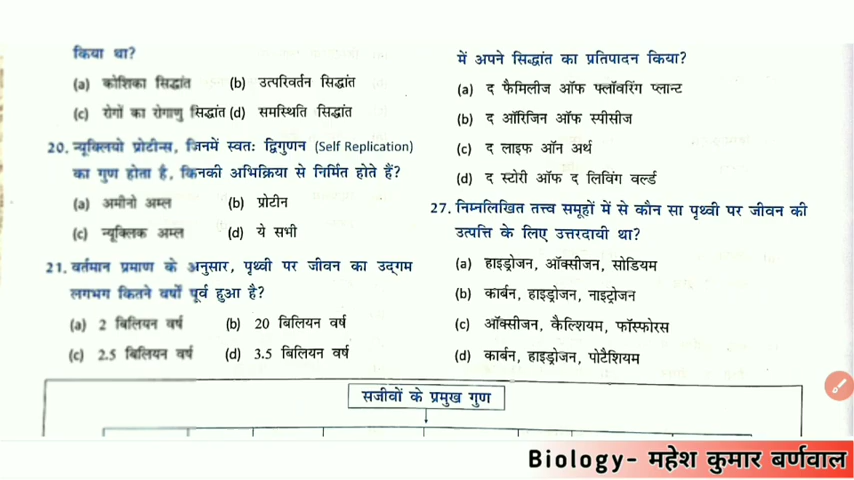 किया था?
(a) कोशिका सिद्धांत (b) उत्परिवर्तन सिद्धांत
(c) रोगों का रोगाणु सिद्धांत (d) समस्थिति सिद्धांत
20. न्यूक्लियो प्रोटीन्स, जिनमें स्वतः द्विगुणन (Self Replication)
का गुण होता है, किनकी अभिक्रिया से निर्मित होते हैं?
(a) अमीनो अम्ल (b) प्रोटीन
(c) न्यूक्लिक अम्ल (d) ये सभी
21. वर्तमान प्रमाण के अनुसार, पृथ्वी पर जीवन का उद्गम
लगभग कितने वर्षों पूर्व हुआ है?
(a) 2 बिलियन वर्ष (b) 20 बिलियन वर्ष
(c) 2.5 बिलियन वर्ष (d) 3.5 बिलियन वर्ष
में अपने सिद्धांत का प्रतिपादन किया?
(a) द फैमिलीज ऑफ फ्लॉवरिंग प्लान्ट
(b) द ऑरिजिन ऑफ स्पीसीज
(c) द लाइफ ऑन अर्थ
(d) द स्टोरी ऑफ द लिविंग वर्ल्ड
27. निम्नलिखित तत्त्व समूहों में से कौन सा पृथ्वी पर जीवन की
उत्पत्ति के लिए उत्तरदायी था?
(a) हाइड्रोजन, ऑक्सीजन, सोडियम
(b) कार्बन, हाइड्रोजन, नाइट्रोजन
(c) ऑक्सीजन, कैल्शियम, फॉस्फोरस
(d) कार्बन, हाइड्रोजन, पोटैशियम
सजीवों के प्रमुख गुण
Biology- महेश कुमार बर्णवाल